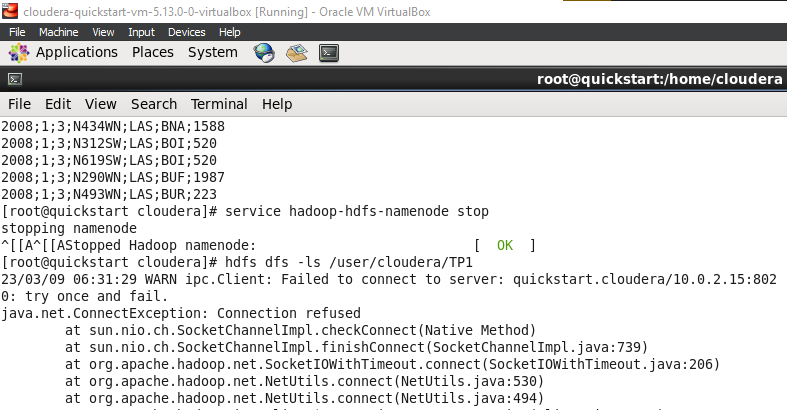 cloudera-quickstart-vm-5.13.0-0-virtualbox [Running] - Oracle VM VirtualBox
File Machine View Input Devices Help
Applications Places System
root@quickstart:/home/cloudera
File Edit View Search Terminal Help
2008;1;3;N434WN;LAS;BNA;1588
2008;1;3;N312SW;LAS;BOI;520
2008;1;3;N619SW;LAS;BOI;520
2008;1;3;N290WN;LAS;BUF;1987
2008;1;3;N493WN;LAS;BUR;223
[root@quickstart cloudera]# service hadoop-hdfs-namenode stop
stopping namenode
^[[A^[[AStopped Hadoop namenode: [ OK ]
[root@quickstart cloudera]# hdfs dfs -ls /user/cloudera/TP1
23/03/09 06:31:29 WARN ipc.Client: Failed to connect to server: quickstart.cloudera/10.0.2.15:802
0: try once and fail.
java.net.ConnectException: Connection refused
at sun.nio.ch.SocketChannelImpl.checkConnect(Native Method)
at sun.nio.ch.SocketChannelImpl.finishConnect(SocketChannelImpl.java:739)
at org.apache.hadoop.net.SocketIOWithTimeout.connect(SocketIOWithTimeout.java:206)
at org.apache.hadoop.net.NetUtils.connect(NetUtils.java:530)
at org.apache.hadoop.net.NetUtils.connect(NetUtils.java:494)